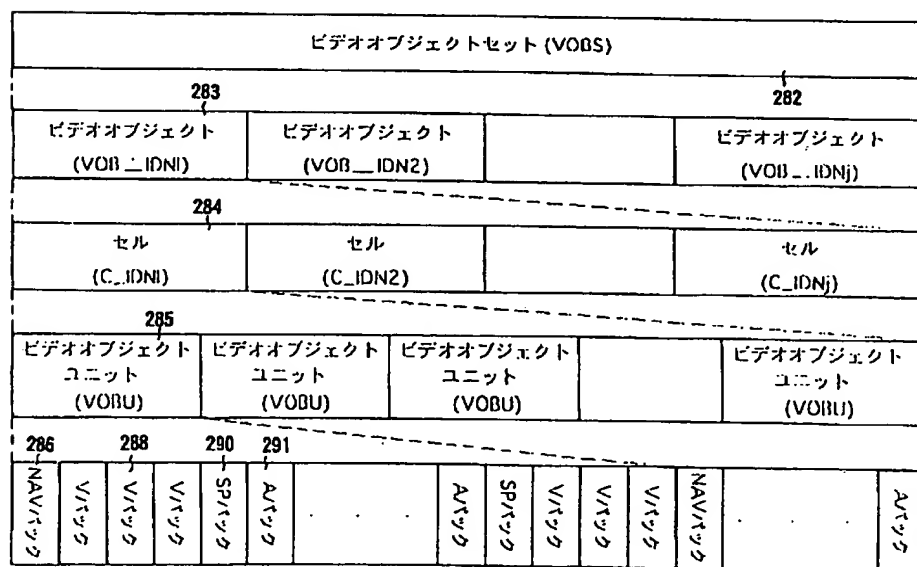 ビデオオブジェクトセット (VOBS)
282
283
ビデオオブジェクト
(VOB_IDN1)
ビデオオブジェクト
(VOB_IDN2)
ビデオオブジェクト
(VOB_IDNj)
284
セル
(C_IDN1)
セル
(C_IDN2)
セル
(C_IDNj)
285
ビデオオブジェクト
ユニット
(VOBU)
ビデオオブジェクト
ユニット
(VOBU)
ビデオオブジェクト
ユニット
(VOBU)
ビデオオブジェクト
ユニット
(VOBU)
286
288
290
291
NAVパック
Vパック
Vパック
Vパック
SPパック
Aパック
. . .
Aパック
SPパック
Vパック
Vパック
Vパック
NAVパック
. . .
Aパック